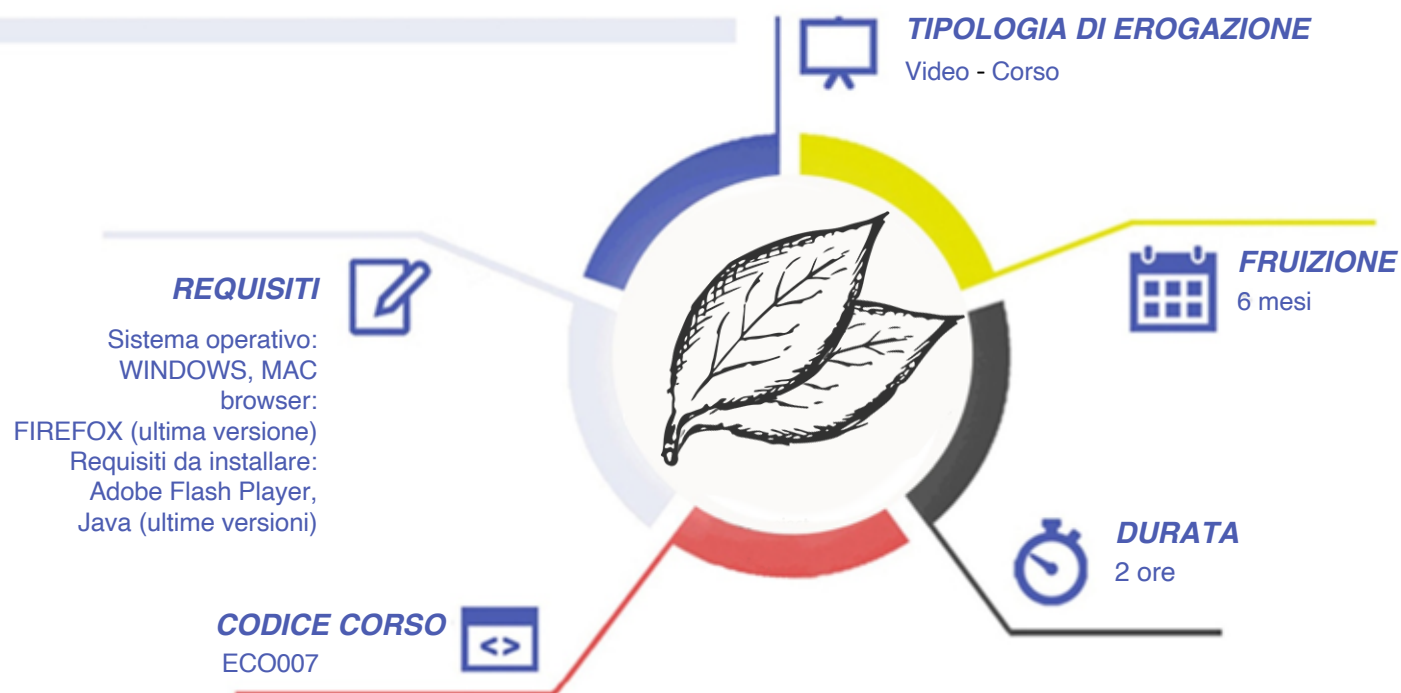 TIPOLOGIA DI EROGAZIONE
Video - Corso
FRUIZIONE
6 mesi
REQUISITI
Sistema operativo:
WINDOWS, MAC
browser:
FIREFOX (ultima versione)
Requisiti da installare:
Adobe Flash Player,
Java (ultime versioni)
DURATA
2 ore
CODICE CORSO
<>
ECO007